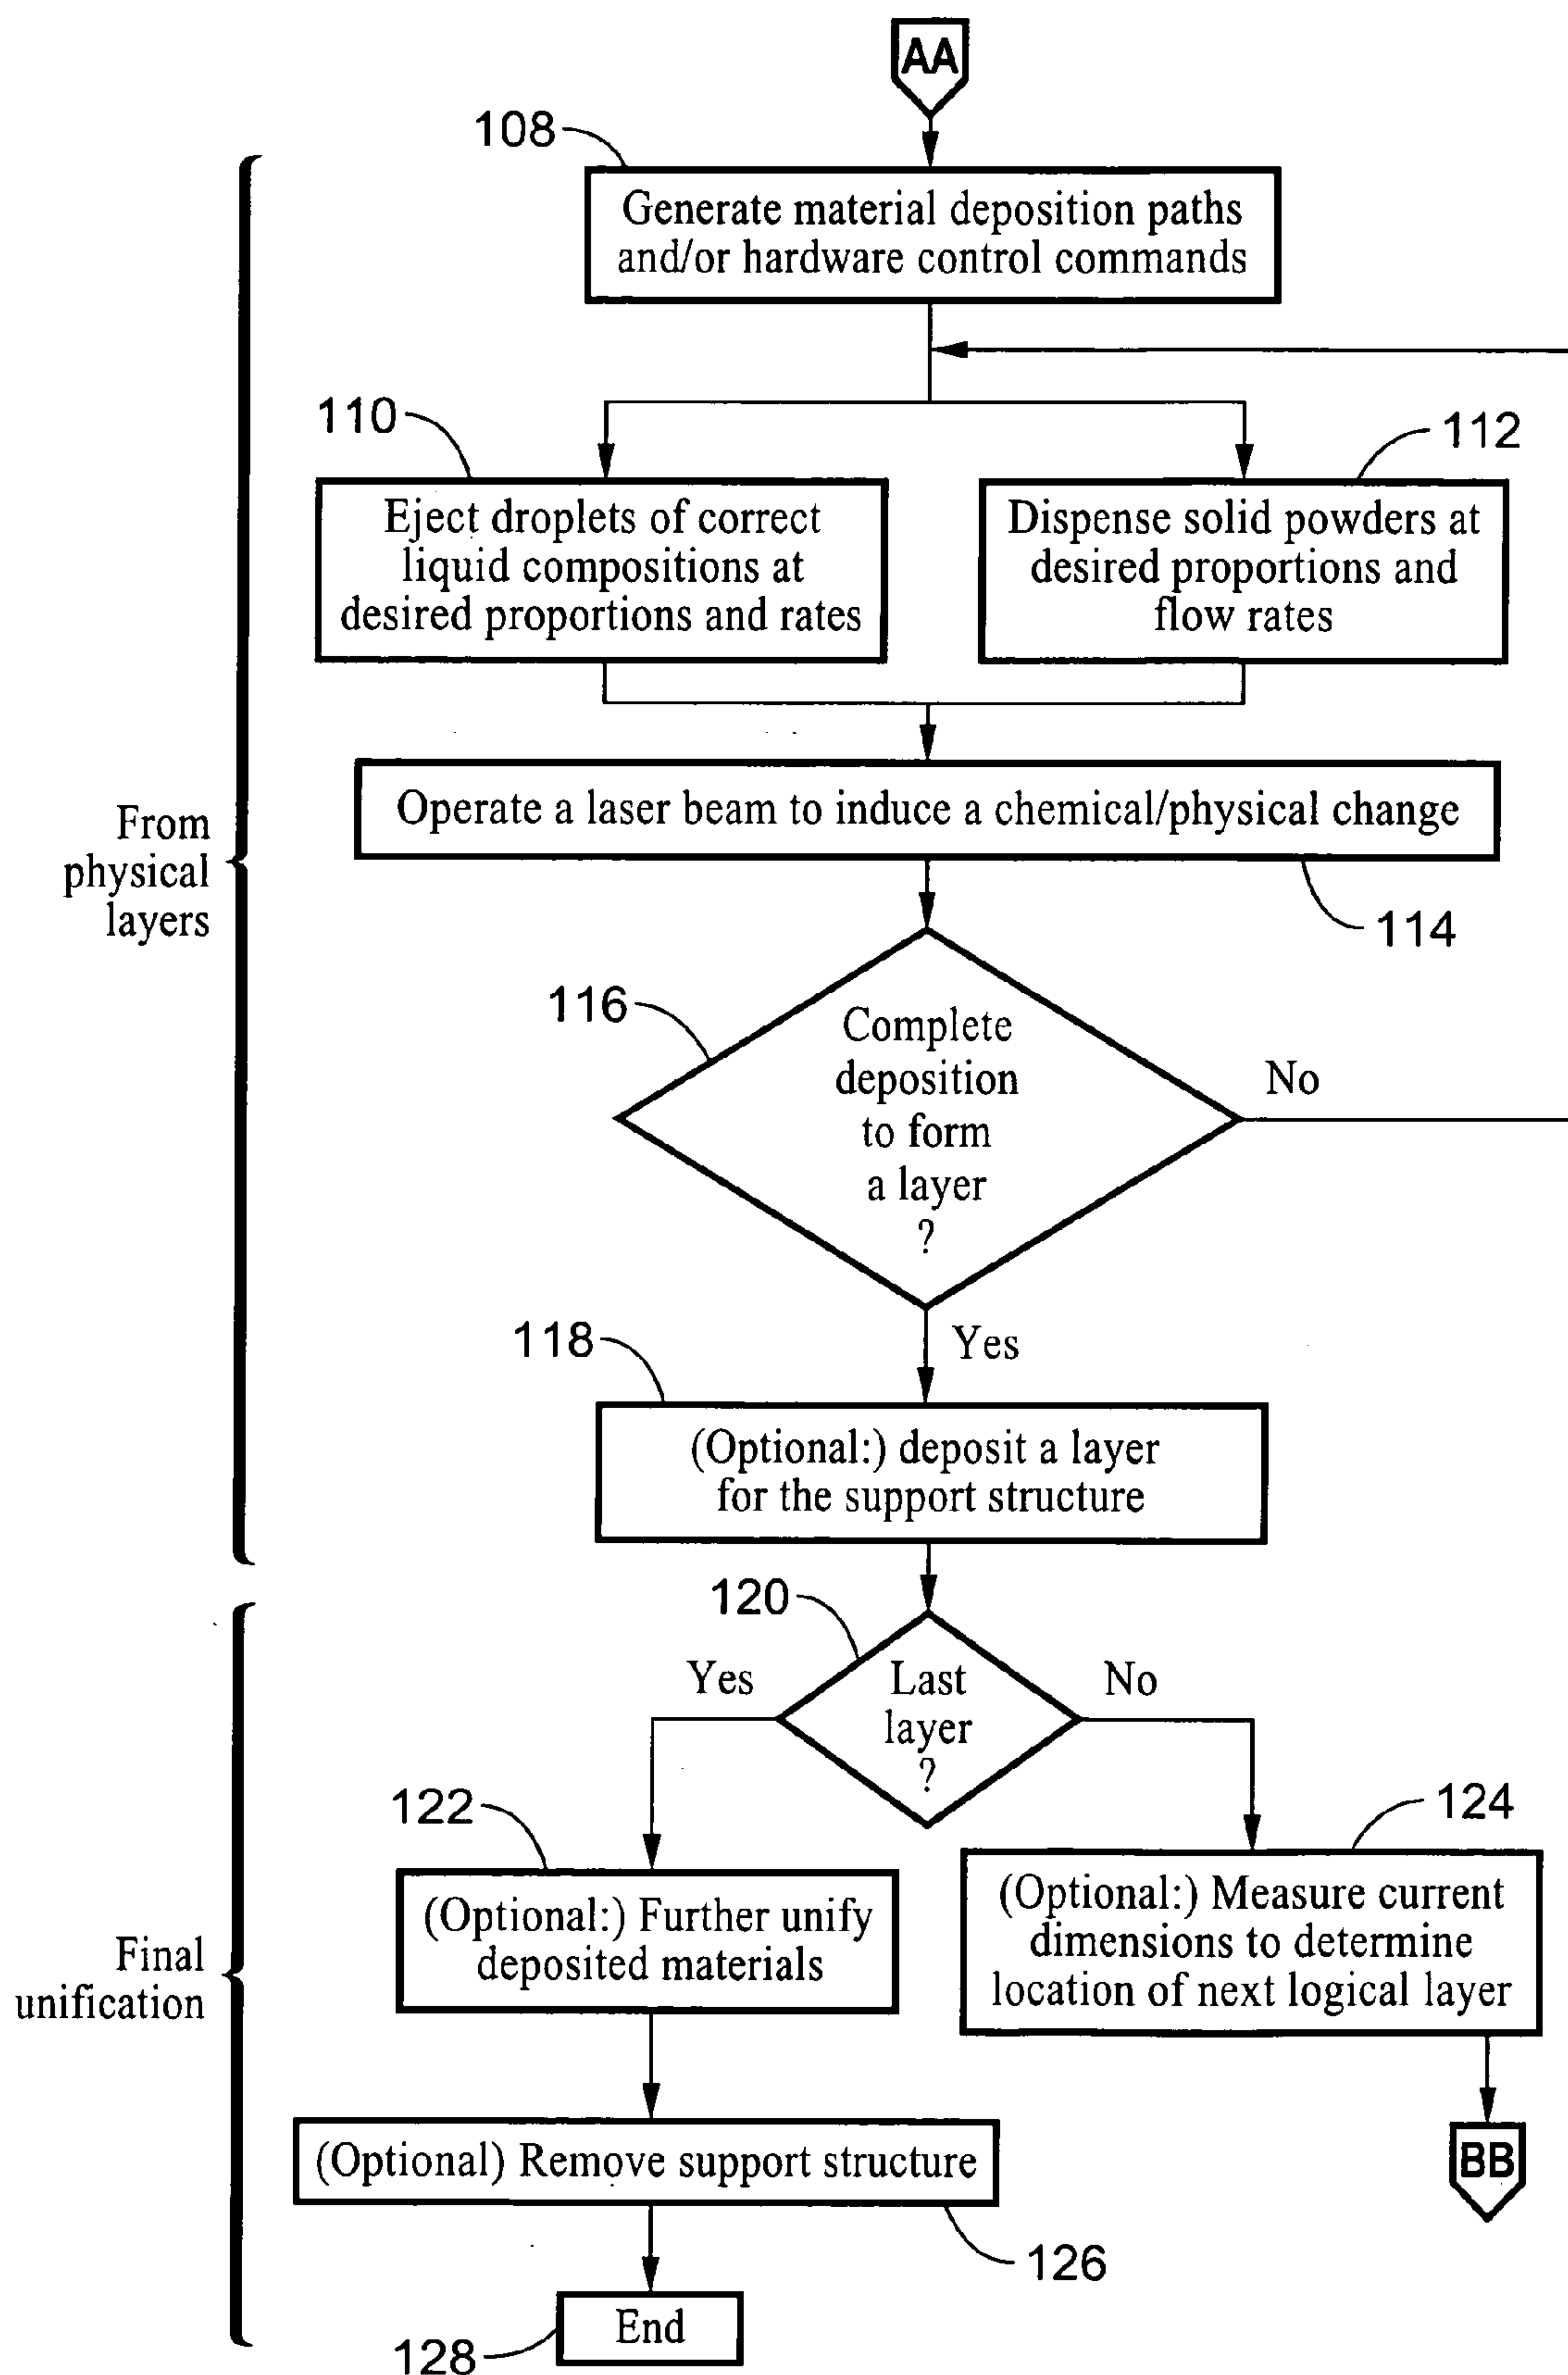 AA
108
Generate material deposition paths
and/or hardware control commands
110
112
Eject droplets of correct
liquid compositions at
desired proportions and rates
Dispense solid powders at
desired proportions and
flow rates
Operate a laser beam to induce a chemical/physical change
From
physical
layers
114
116
Complete
deposition
to form
a layer
?
No
Yes
118
(Optional:) deposit a layer
for the support structure
120
Yes
Last
layer
?
No
122
124
(Optional:) Further unify
deposited materials
(Optional:) Measure current
dimensions to determine
location of next logical layer
Final
unification
(Optional) Remove support structure
BB
126
End
128